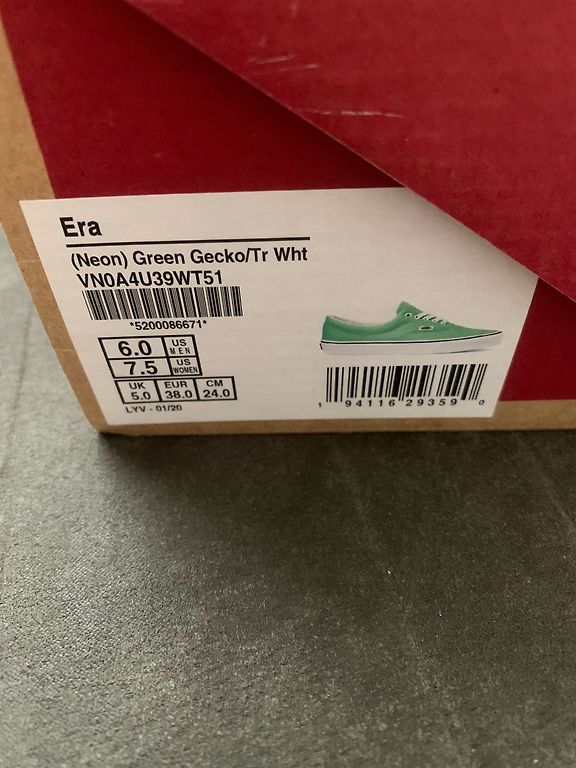 Era
(Neon) Green Gecko/Tr Wht
VN0A4U39WT51
*5200086671*
6.0 US MEN
7.5 US WOMEN
UK EUR CM
5.0 38.0 24.0
LYV - 01/20
1 94116 29359 0